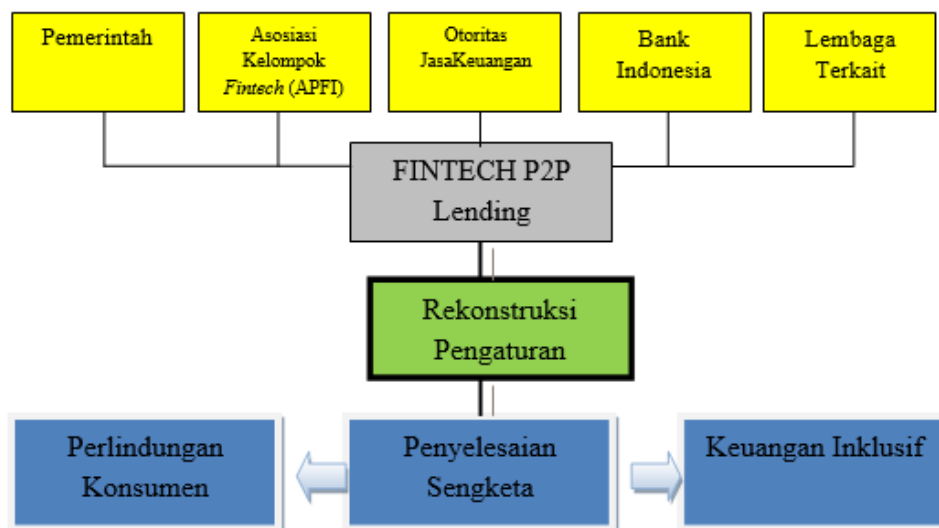 Pemerintah
Asosiasi
Kelompok
Fintech (APFI)
Otoritas
JasaKeuangan
Bank
Indonesia
Lembaga
Terkait
FINTECH P2P
Lending
Rekonstruksi
Pengaturan
Perlindungan
Konsumen
Penyelesaian
Sengketa
Keuangan Inklusif